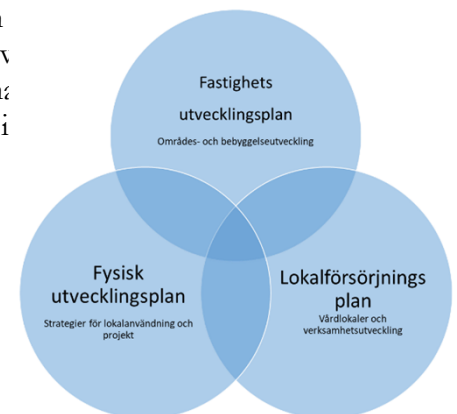 Fastighets
utvecklingsplan
Områdes- och bebyggelseutveckling
Fysisk
utvecklingsplan
Strategier för lokalanvändning och
projekt
Lokalförsörjnings
plan
Vårdlokaler och
verksamhetsutveckling